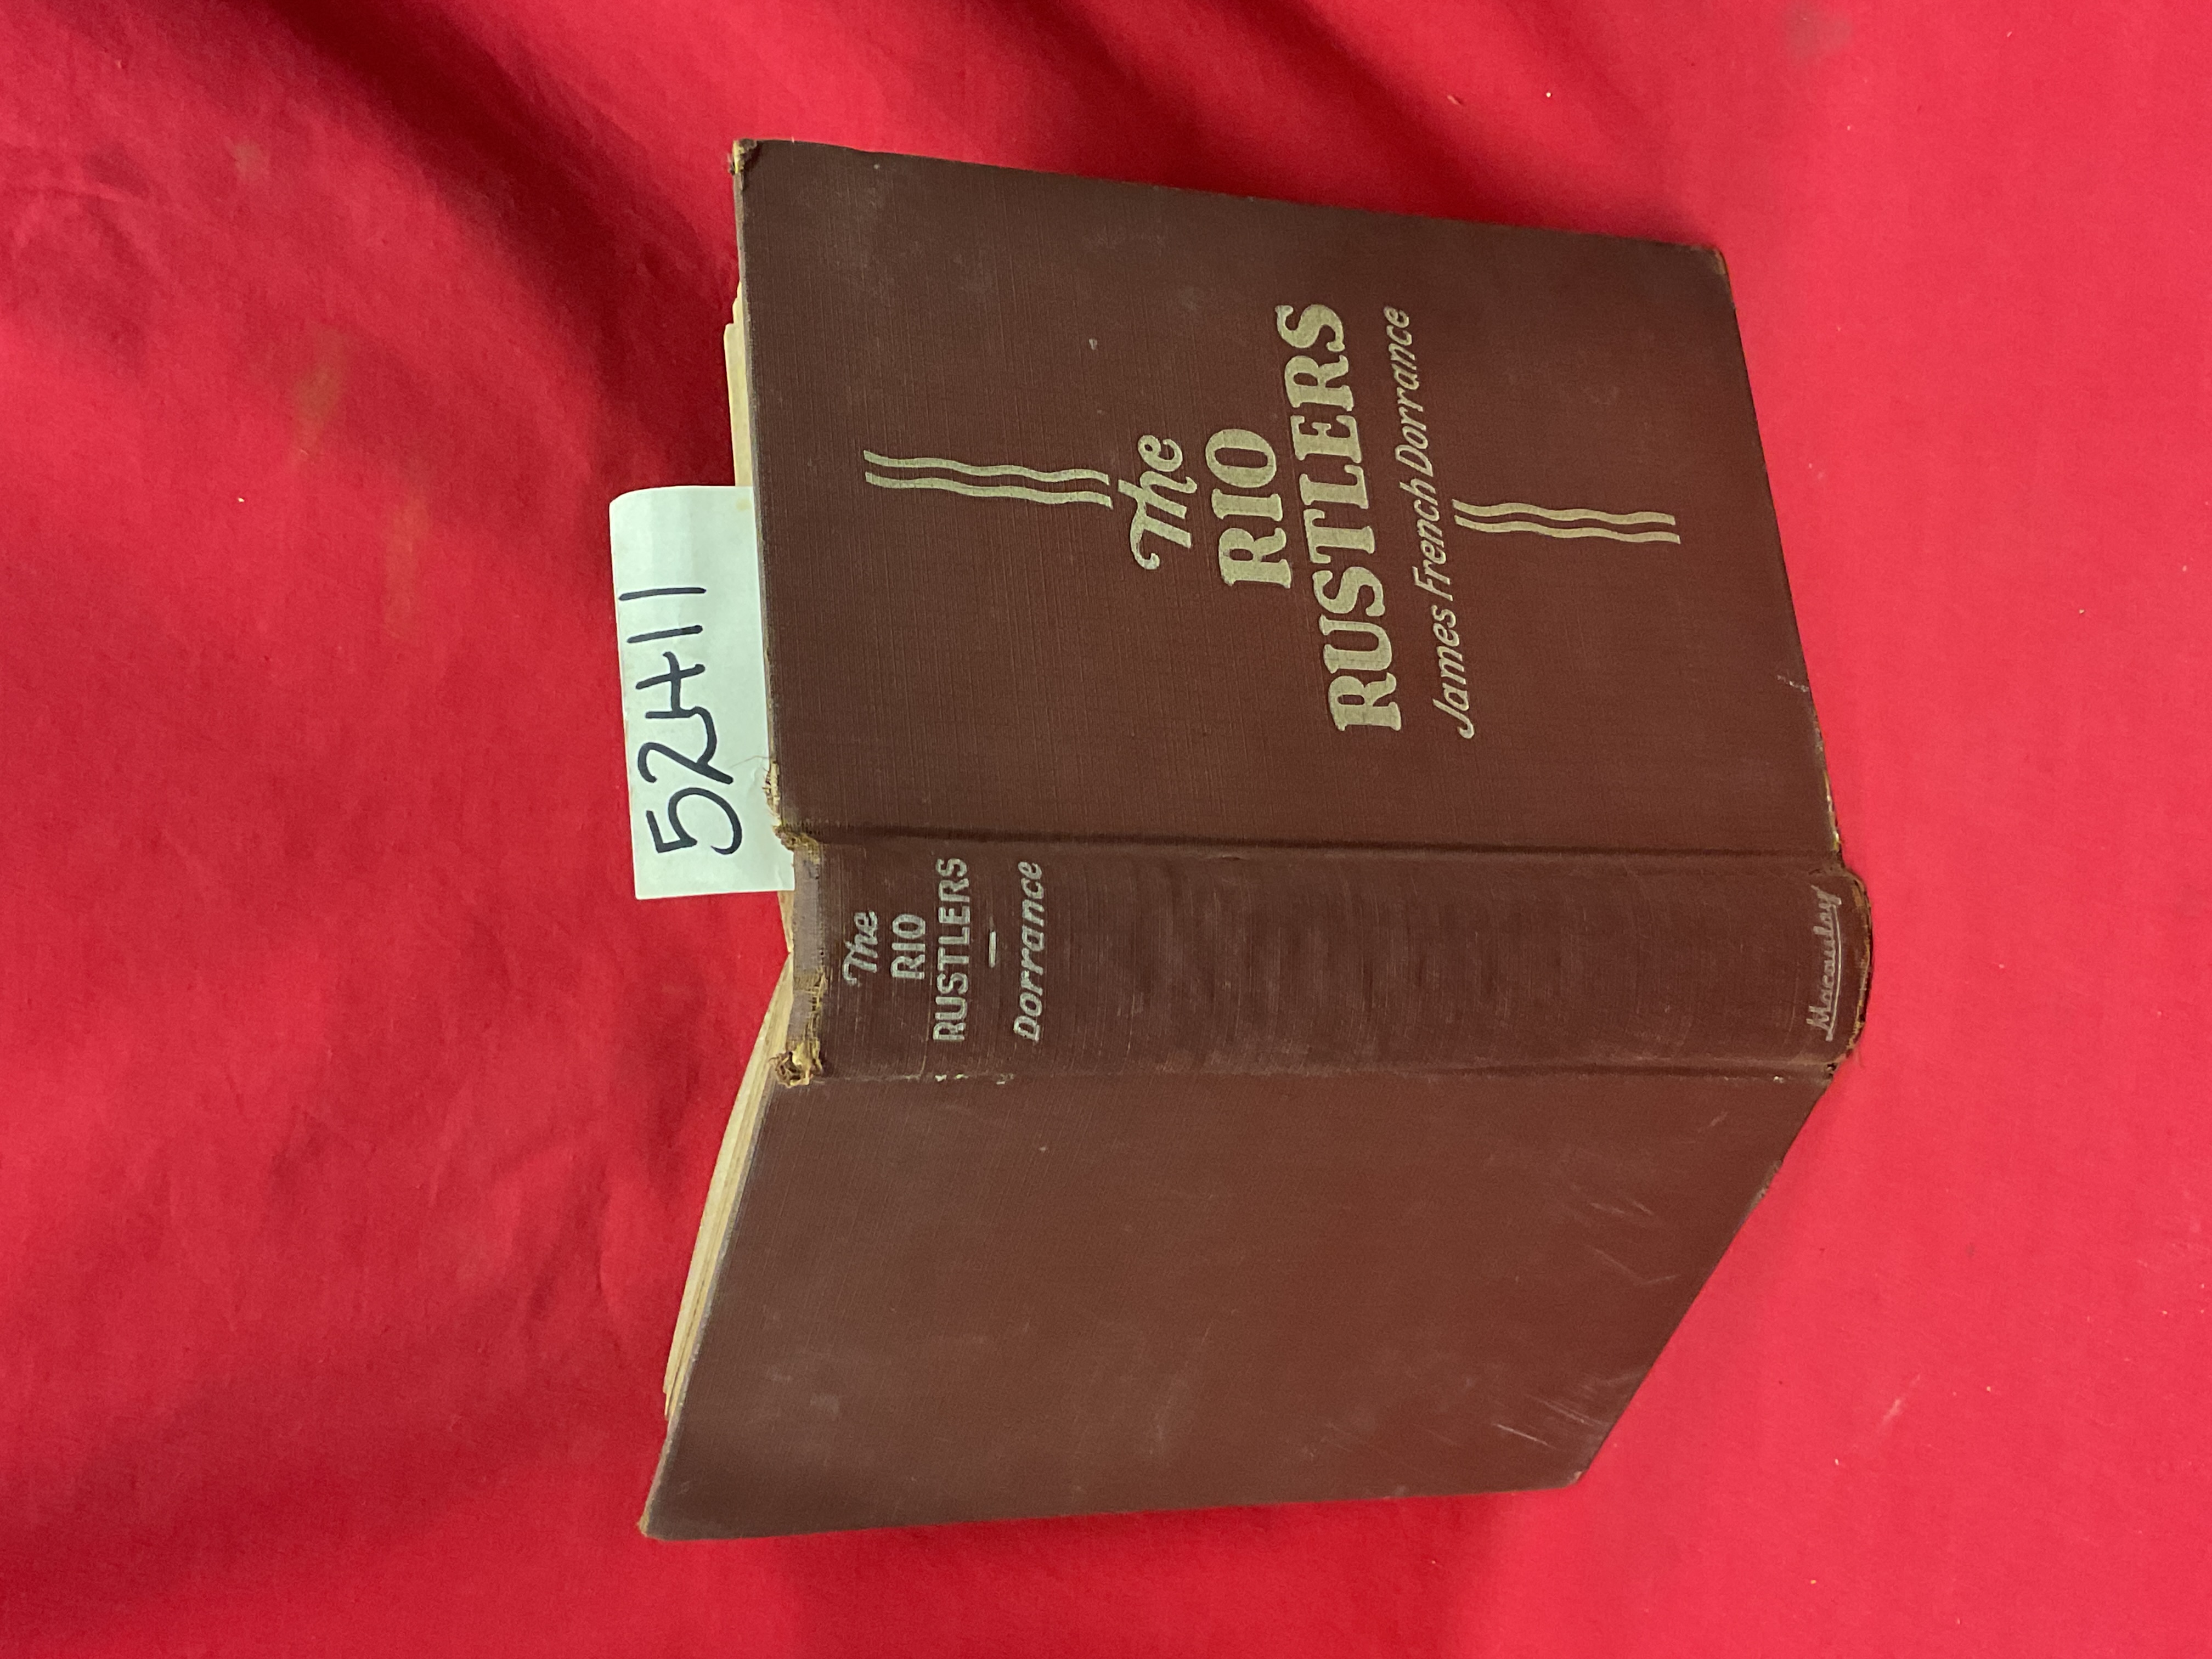 52411
The
RIO
RUSTLERS
James French Dorrance
The
RIO
RUSTLERS
—
Dorrance
Macaulay